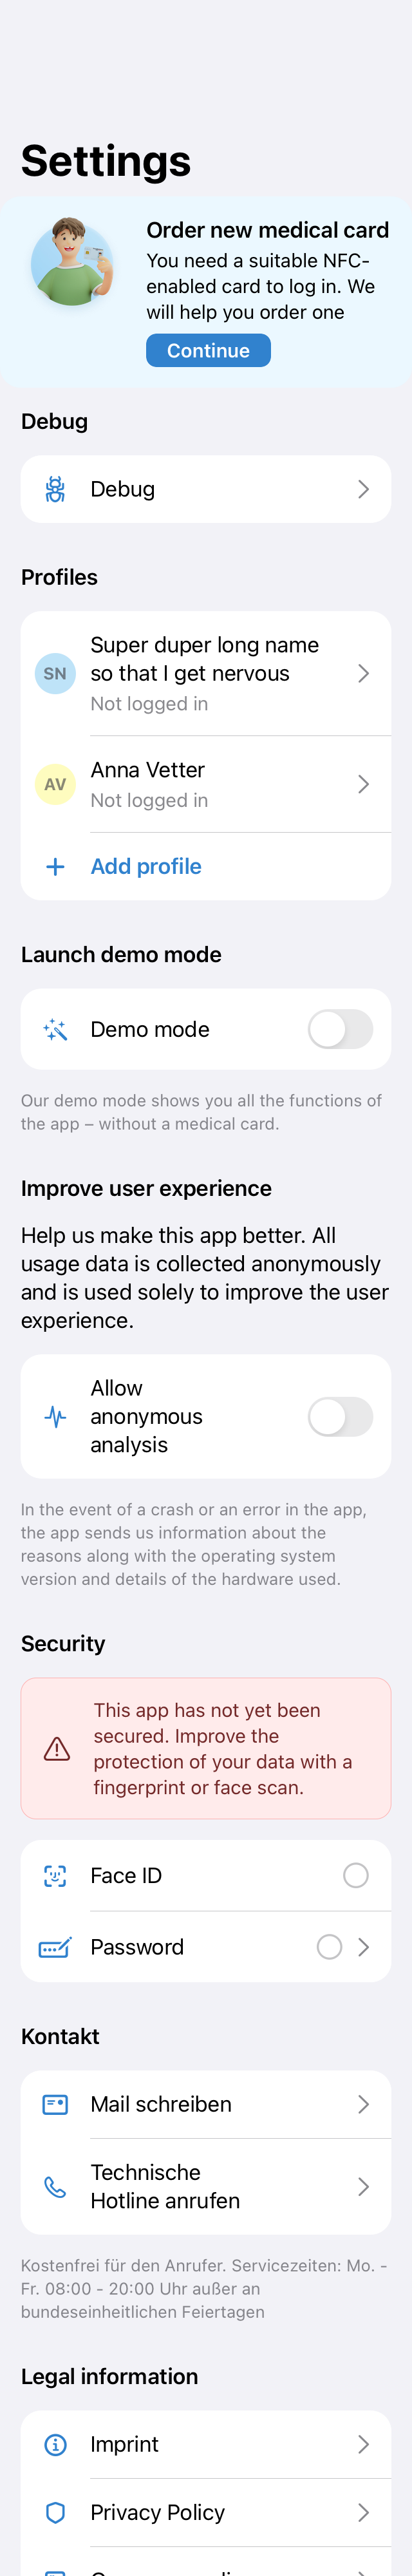 Settings
Order new medical card
You need a suitable NFC-
enabled card to log in. We
will help you order one
Continue
Debug
Debug
Profiles
SN
Super duper long name
so that I get nervous
Not logged in
AV
Anna Vetter
Not logged in
Add profile
Launch demo mode
Demo mode
Our demo mode shows you all the functions of
the app – without a medical card.
Improve user experience
Help us make this app better. All
usage data is collected anonymously
and is used solely to improve the user
experience.
Allow
anonymous
analysis
In the event of a crash or an error in the app,
the app sends us information about the
reasons along with the operating system
version and details of the hardware used.
Security
This app has not yet been
secured. Improve the
protection of your data with a
fingerprint or face scan.
Face ID
Password
Kontakt
Mail schreiben
Technische
Hotline anrufen
Kostenfrei für den Anrufer. Servicezeiten: Mo. -
Fr. 08:00 - 20:00 Uhr außer an
bundeseinheitlichen Feiertagen
Legal information
Imprint
Privacy Policy